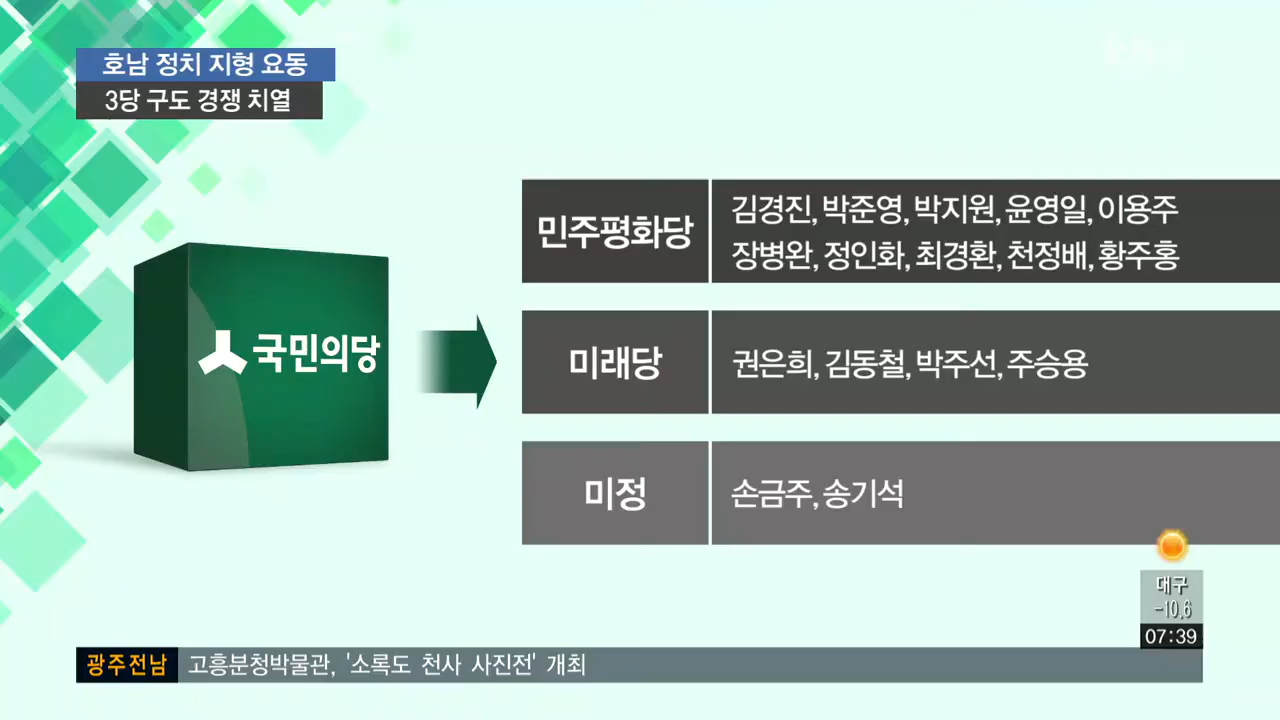 호남 정치 지형 요동
3당 구도 경쟁 치열
국민의당
민주평화당
김경진, 박준영, 박지원, 윤영일, 이용주
장병완, 정인화, 최경환, 천정배, 황주홍
미래당
권은희, 김동철, 박주선, 주승용
미정
손금주, 송기석
대구
-10.6
07:39
광주전남 고흥분청박물관, '소록도 천사 사진전' 개최